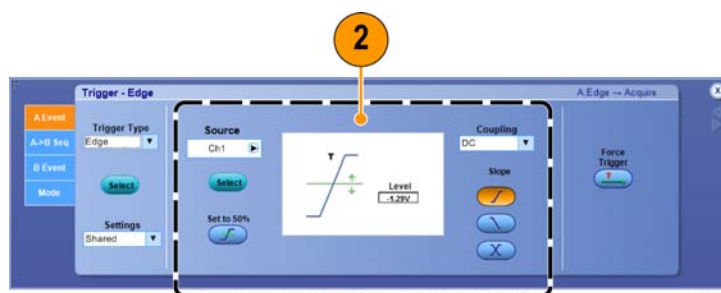 2
Trigger - Edge
A:Edge → Acquire
X
A Event
A->B Seq
B Event
Mode
Trigger Type
Edge
Select
Settings
Shared
Source
Ch1
Select
Set to 50%
T
Level
-1.29V
Coupling
DC
Slope
X
Force
Trigger
T